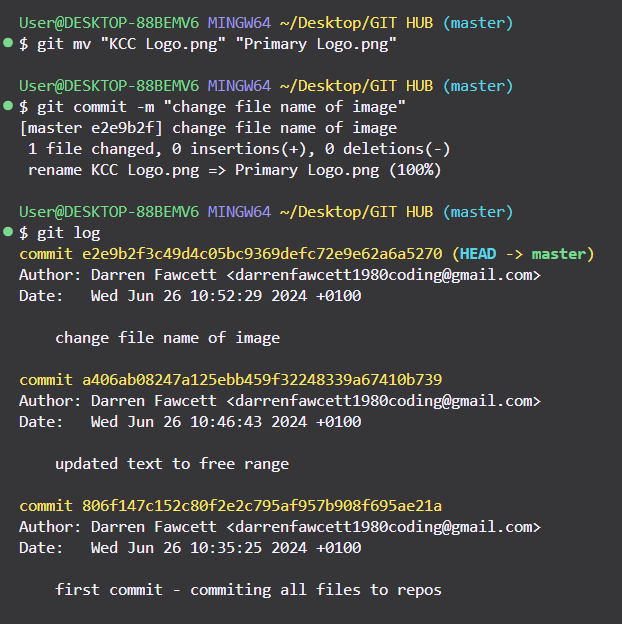 User@DESKTOP-88BEMV6 MINGW64 ~/Desktop/GIT HUB (master)
$ git mv "KCC Logo.png" "Primary Logo.png"
User@DESKTOP-88BEMV6 MINGW64 ~/Desktop/GIT HUB (master)
$ git commit -m "change file name of image"
[master e2e9b2f] change file name of image
 1 file changed, 0 insertions(+), 0 deletions(-)
 rename KCC Logo.png => Primary Logo.png (100%)
User@DESKTOP-88BEMV6 MINGW64 ~/Desktop/GIT HUB (master)
$ git log
commit e2e9b2f3c49d4c05bc9369defc72e9e62a6a5270 (HEAD -> master)
Author: Darren Fawcett <darrenfawcett1980coding@gmail.com>
Date:   Wed Jun 26 10:52:29 2024 +0100
    change file name of image
commit a406ab08247a125ebb459f32248339a67410b739
Author: Darren Fawcett <darrenfawcett1980coding@gmail.com>
Date:   Wed Jun 26 10:46:43 2024 +0100
    updated text to free range
commit 806f147c152c80f2e2c795af957b908f695ae21a
Author: Darren Fawcett <darrenfawcett1980coding@gmail.com>
Date:   Wed Jun 26 10:35:25 2024 +0100
    first commit - commiting all files to repos